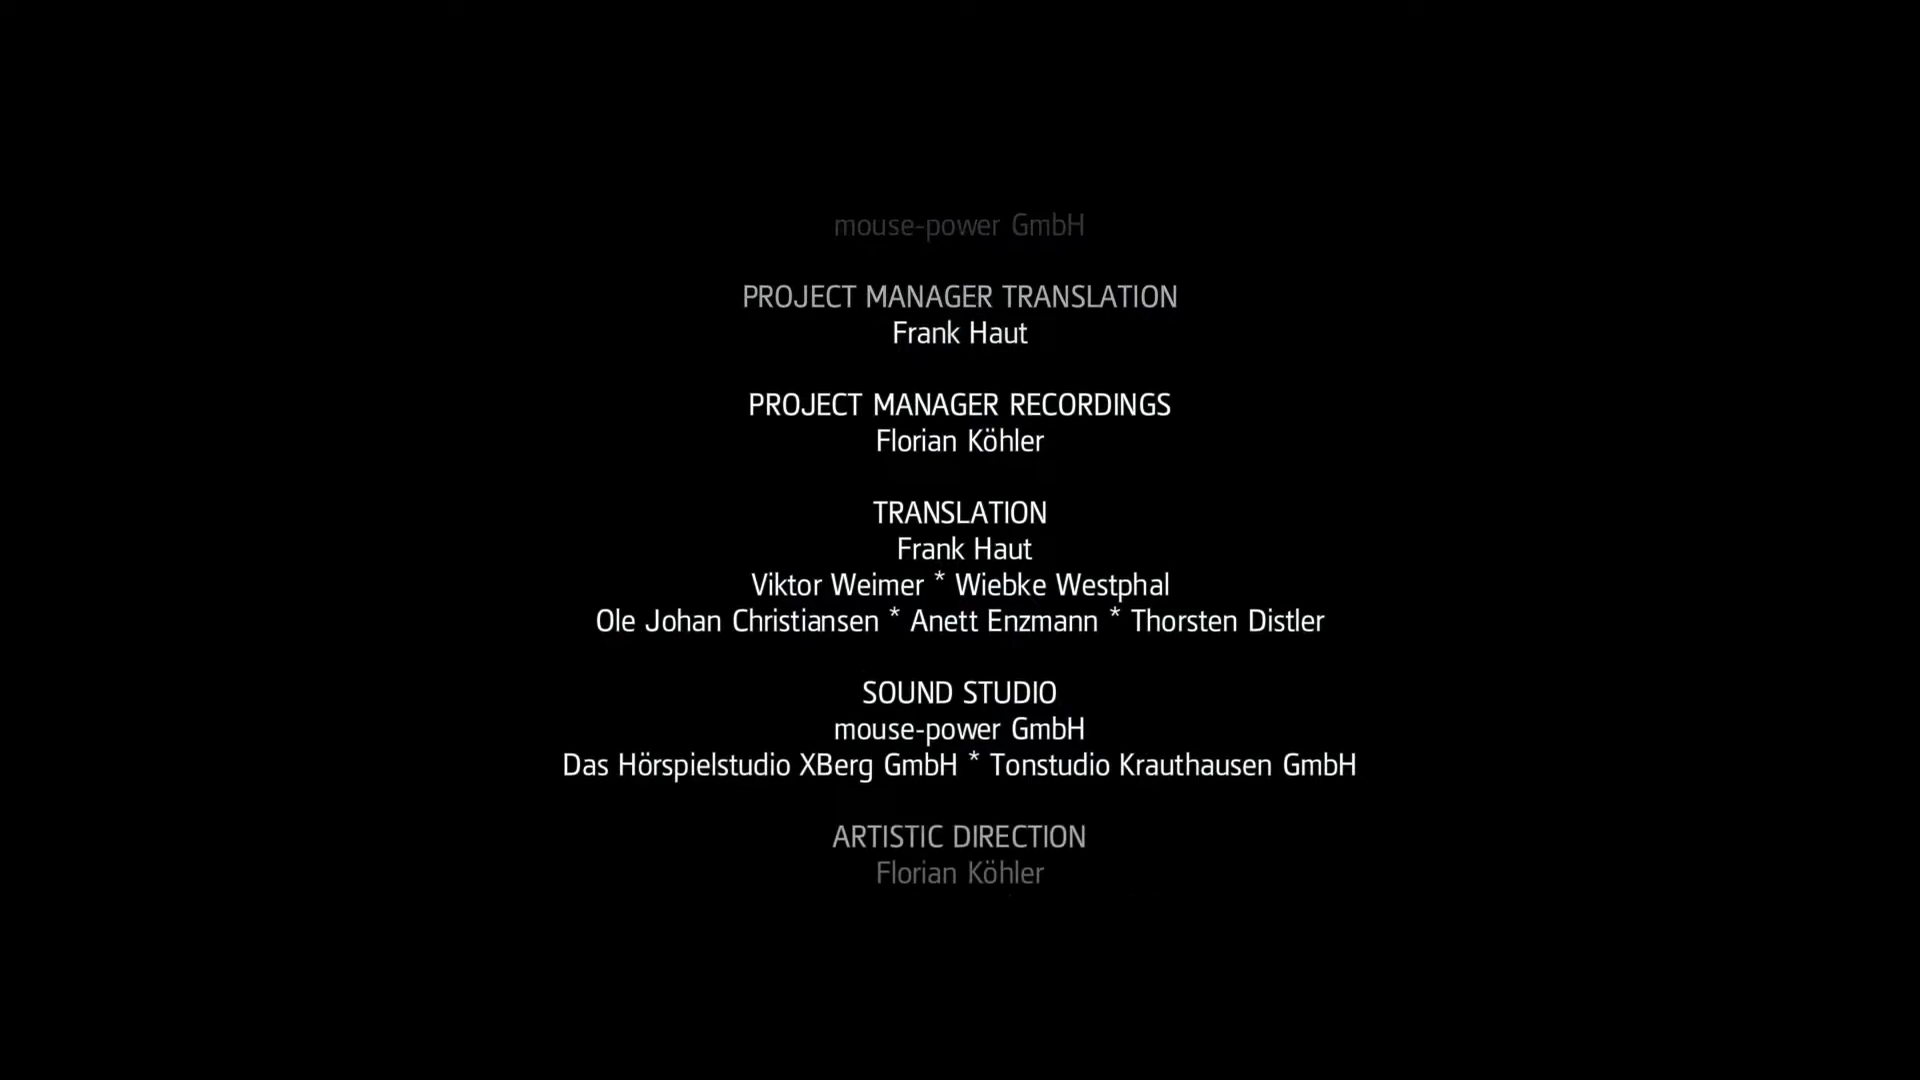 mouse-power GmbH
PROJECT MANAGER TRANSLATION
Frank Haut
PROJECT MANAGER RECORDINGS
Florian Köhler
TRANSLATION
Frank Haut
Viktor Weimer * Wiebke Westphal
Ole Johan Christiansen * Anett Enzmann * Thorsten Distler
SOUND STUDIO
mouse-power GmbH
Das Hörspielstudio XBerg GmbH * Tonstudio Krauthausen GmbH
ARTISTIC DIRECTION
Florian Köhler